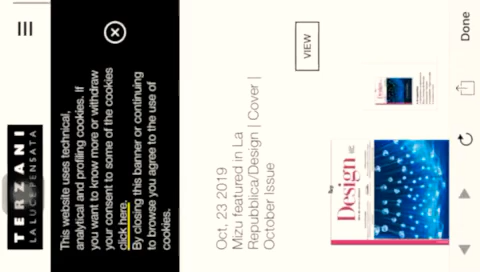 Done
TERZANI
LA LUCE PENSATA
This website uses technical,
analytical and profiling cookies. If
you want to know more or withdraw
your consent to some of the cookies
click here.
By closing this banner or continuing
to browse you agree to the use of
cookies.
Oct, 23 2019
Mizu featured in La
Repubblica/Design | Cover |
October Issue
VIEW
Design